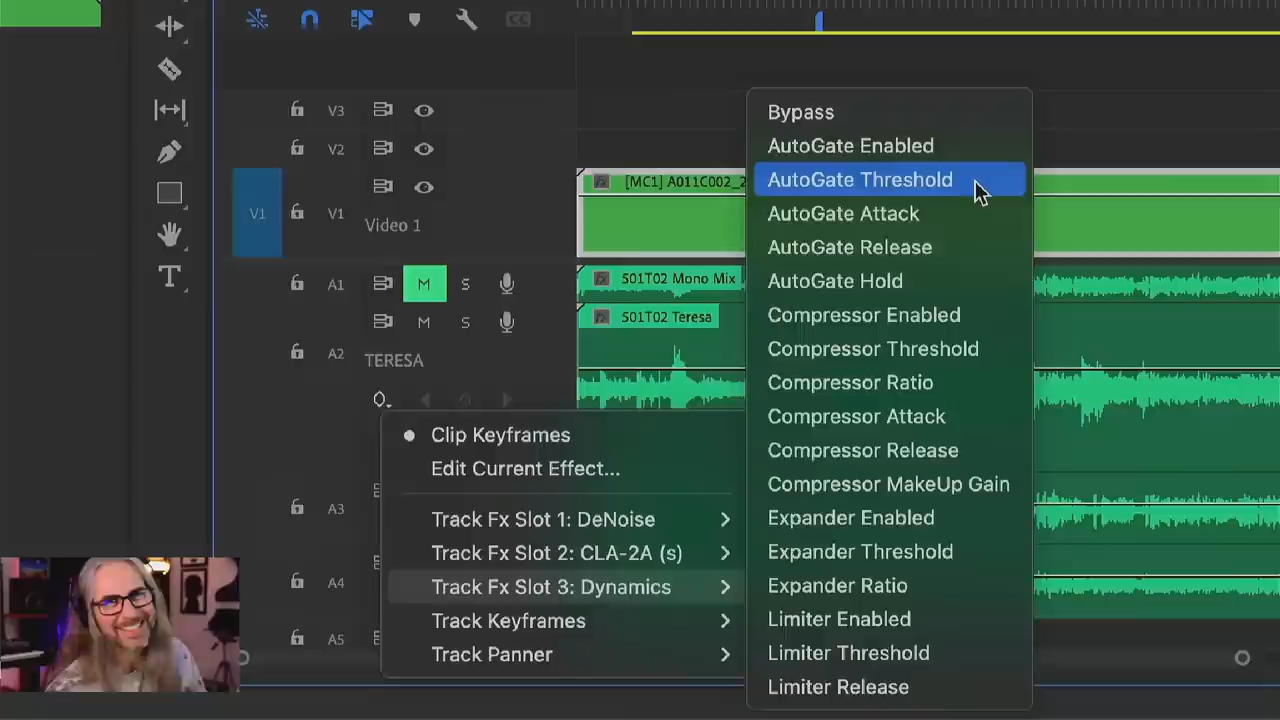 CC
V3
V2
V1
V1
Video 1
[MC1] A011C002_2
A1
M
S
S01T02 Mono Mix
M
S
S01T02 Teresa
A2
TERESA
A3
A4
A5
Clip Keyframes
Edit Current Effect...
Track Fx Slot 1: DeNoise
Track Fx Slot 2: CLA-2A (s)
Track Fx Slot 3: Dynamics
Track Keyframes
Track Panner
Bypass
AutoGate Enabled
AutoGate Threshold
AutoGate Attack
AutoGate Release
AutoGate Hold
Compressor Enabled
Compressor Threshold
Compressor Ratio
Compressor Attack
Compressor Release
Compressor MakeUp Gain
Expander Enabled
Expander Threshold
Expander Ratio
Limiter Enabled
Limiter Threshold
Limiter Release